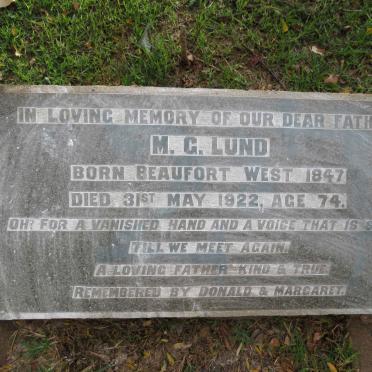 IN LOVING MEMORY OF OUR DEAR FATH
M. G. LUND
BORN BEAUFORT WEST 1847
DIED 31ST MAY 1922, AGE 74.
OH! FOR A VANISHED HAND AND A VOICE THAT IS
TILL WE MEET AGAIN.
A LOVING FATHER KIND & TRUE.
REMEMBERED BY DONALD & MARGARET.